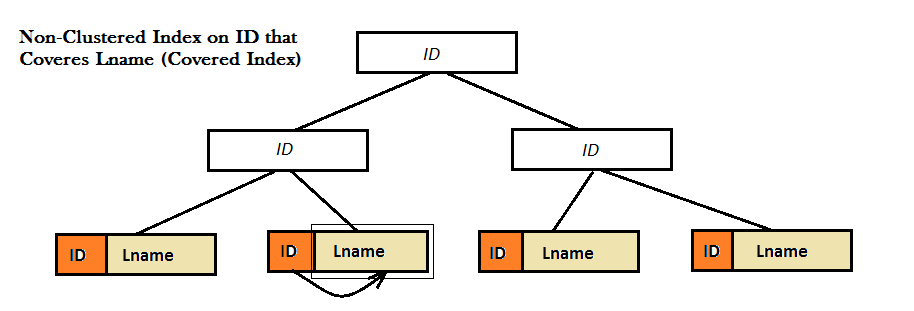 Non-Clustered Index on ID that
Coveres Lname (Covered Index)
ID
ID
ID
ID Lname
ID Lname
ID Lname
ID Lname